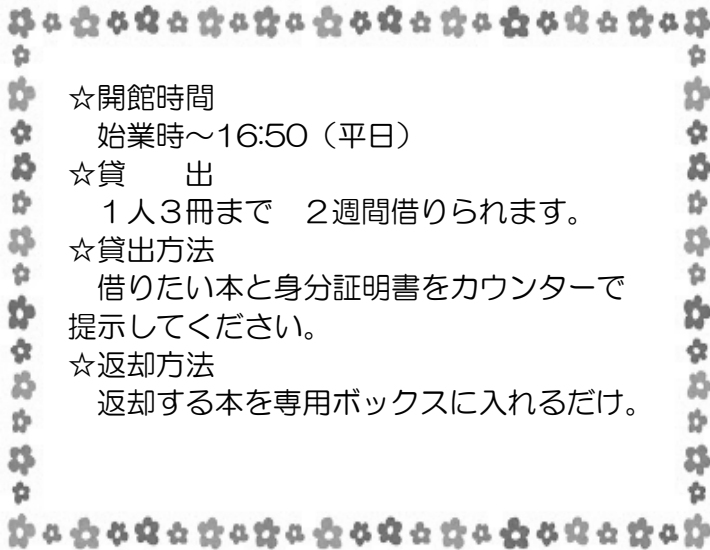 ☆開館時間
　始業時～16:50（平日）
☆貸　　出
　１人３冊まで　２週間借りられます。
☆貸出方法
　借りたい本と身分証明書をカウンターで
提示してください。
☆返却方法
　返却する本を専用ボックスに入れるだけ。